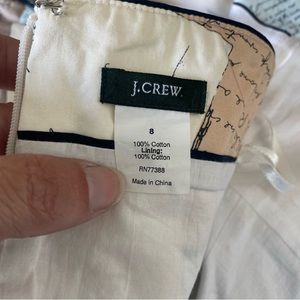 J.CREW
8
100% Cotton
Lining:
100% Cotton
RN77388
Made in China